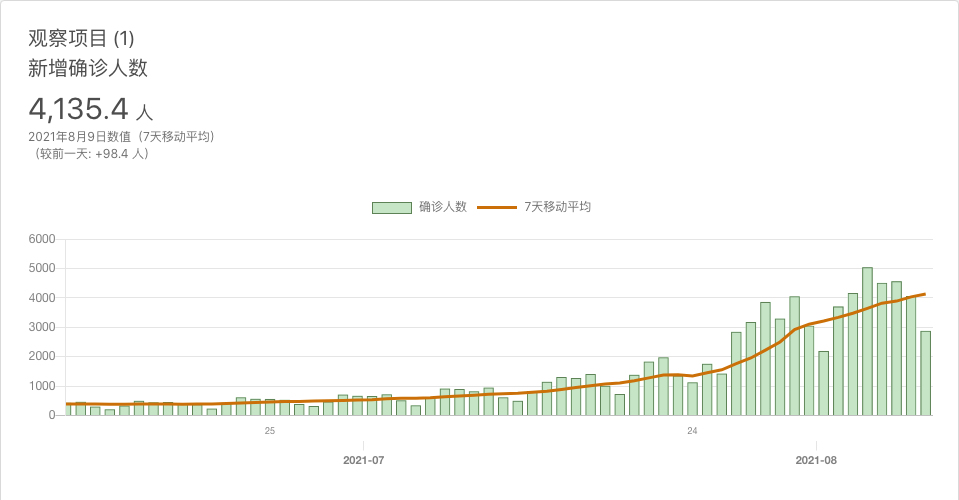 观察项目 (1)
新增确诊人数
4,135.4 人
2021年8月9日数值（7天移动平均）
（较前一天: +98.4 人）
确诊人数 7天移动平均
6000
5000
4000
3000
2000
1000
0
25 24
2021-07 2021-08